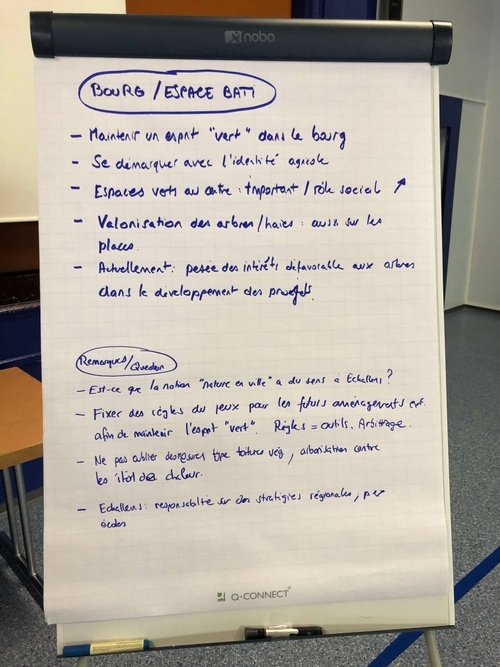 nobo
BOURG / ESPACE BATI
- Maintenir un esprit "vert" dans le bourg
- Se démarquer avec l'identité agricole
- Espaces verts au centre : important / rôle social ↗
- Valorisation des arbres / haies : aussi sur les
places.
- Actuellement : pesée des intérêts défavorable aux arbres
dans le développement des projets.
Remarques/Question
- Est-ce que la notion "nature en ville" a du sens à Echallens ?
- Fixer des règles du jeux pour les futurs aménagements ext.
afin de maintenir l'esprit "vert". Règles = outils. Arbitrage.
- Ne pas oublier des mesures type toitures vég, arborisation contre
les îlot de chaleur.
- Echallens : responsabilité sur des stratégies régionales, p.ex
écoles
Q-CONNECT